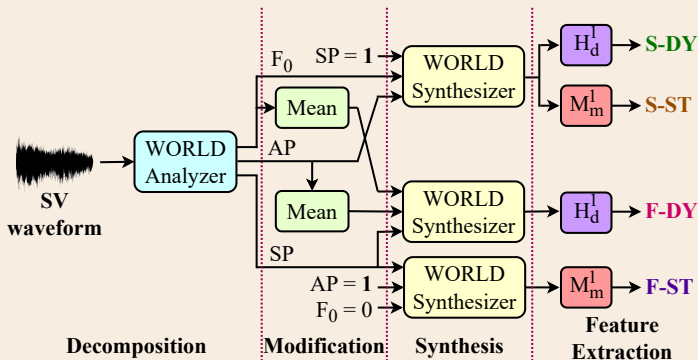 SV
waveform
WORLD
Analyzer
F₀
AP
SP
Mean
Mean
SP = 1
WORLD
Synthesizer
WORLD
Synthesizer
AP = 1
F₀ = 0
WORLD
Synthesizer
H_d^l
S-DY
M_m^l
S-ST
H_d^l
F-DY
M_m^l
F-ST
Decomposition
Modification
Synthesis
Feature
Extraction